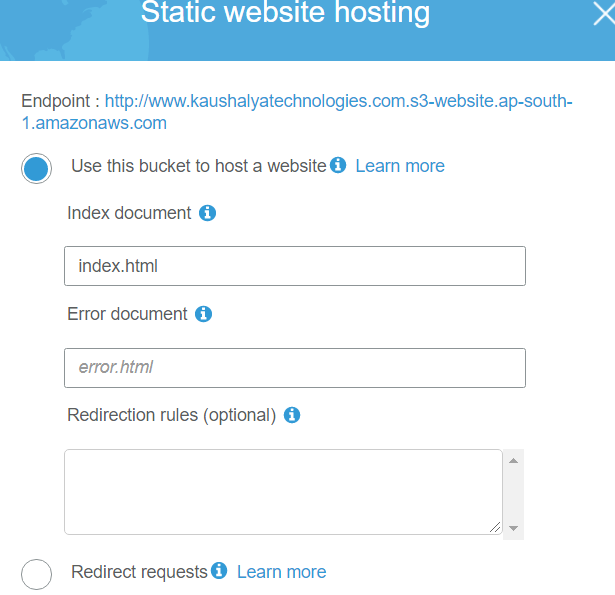 Static website hosting
Endpoint : http://www.kaushalyatechnologies.com.s3-website.ap-south-
1.amazonaws.com
Use this bucket to host a website Learn more
Index document
index.html
Error document
error.html
Redirection rules (optional)
Redirect requests Learn more